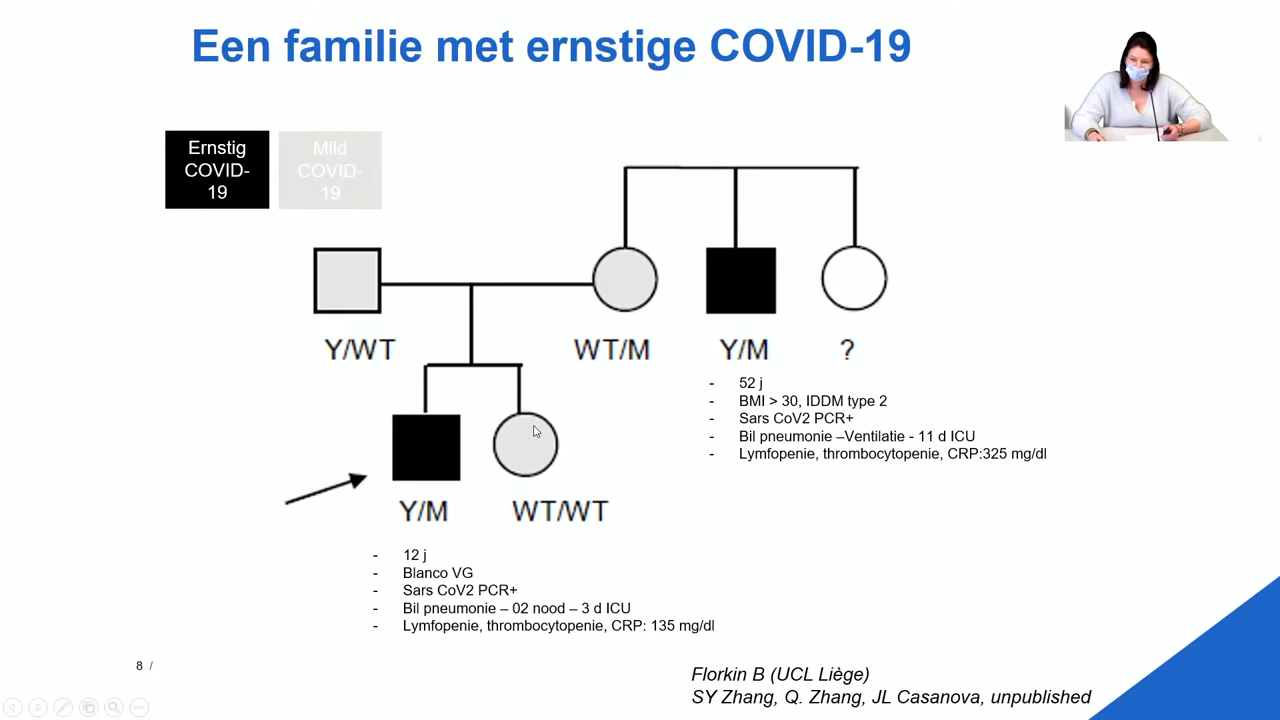 Een familie met ernstige COVID-19
Ernstig
COVID-
19
Mild
COVID-
19
Y/WT
WT/M
Y/M
?
- 52 j
- BMI > 30, IDDM type 2
- Sars CoV2 PCR+
- Bil pneumonie –Ventilatie - 11 d ICU
- Lymfopenie, thrombocytopenie, CRP:325 mg/dl
Y/M
WT/WT
- 12 j
- Blanco VG
- Sars CoV2 PCR+
- Bil pneumonie – 02 nood – 3 d ICU
- Lymfopenie, thrombocytopenie, CRP: 135 mg/dl
8 /
Florkin B (UCL Liège)
SY Zhang, Q. Zhang, JL Casanova, unpublished